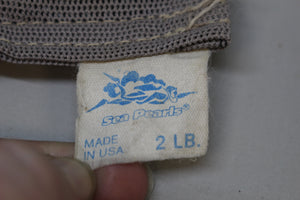 Sea Pearls®
MADE
IN USA.
2 LB.